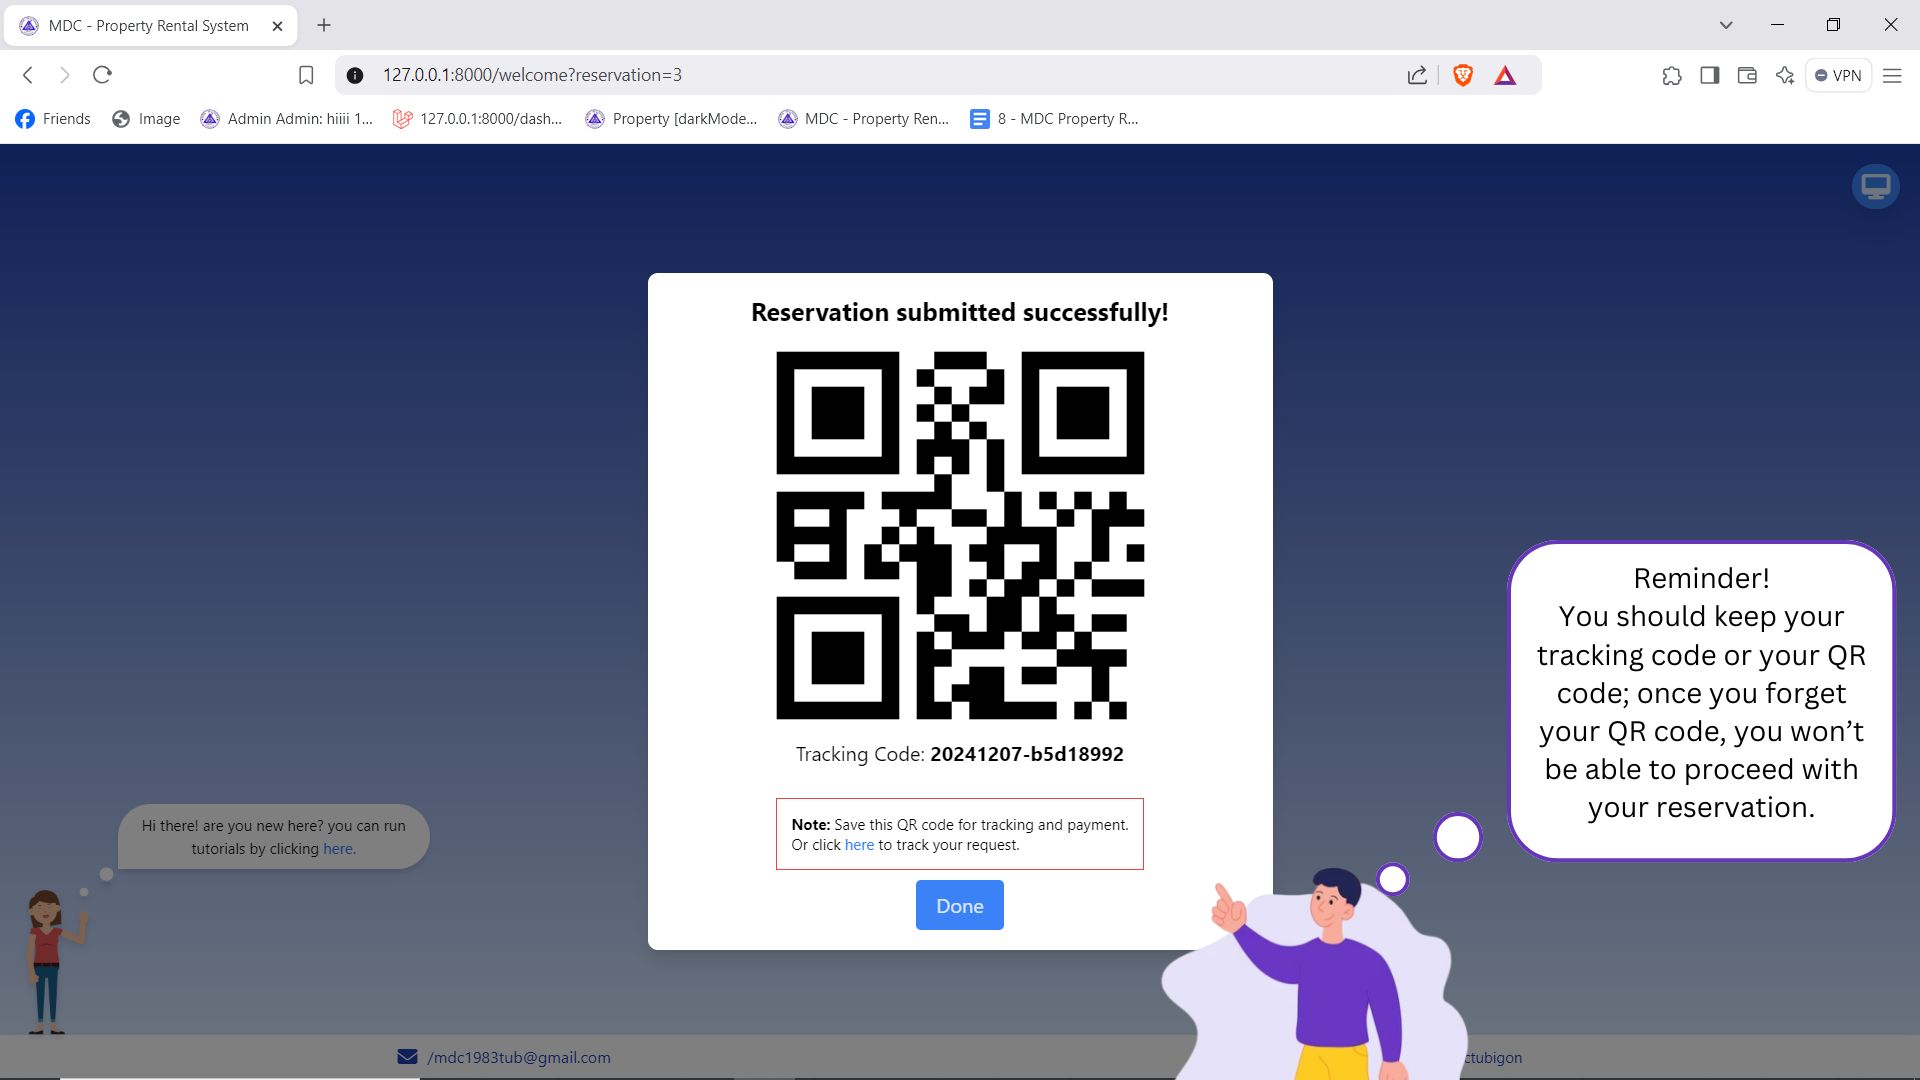 MDC - Property Rental System
127.0.0.1:8000/welcome?reservation=3
VPN
Friends
Image
Admin Admin: hiiii 1...
127.0.0.1:8000/dash...
Property [darkMode...
MDC - Property Ren...
8 - MDC Property R...
Reservation submitted successfully!
Tracking Code: 20241207-b5d18992
Note: Save this QR code for tracking and payment.
Or click here to track your request.
Done
Reminder!
You should keep your
tracking code or your QR
code; once you forget
your QR code, you won’t
be able to proceed with
your reservation.
Hi there! are you new here? you can run
tutorials by clicking here.
/mdc1983tub@gmail.com
ctubigon